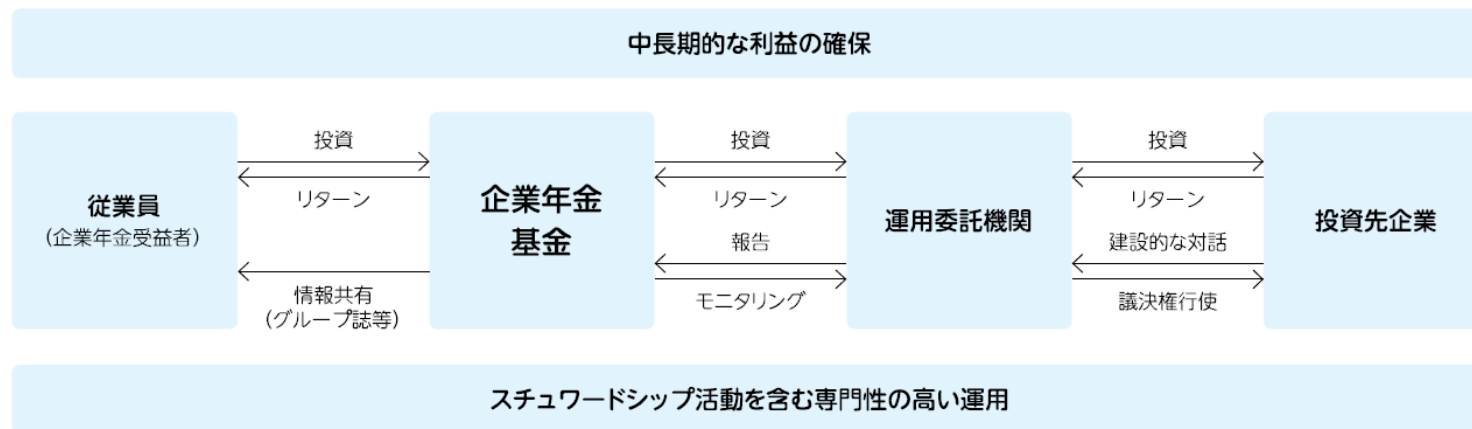 中長期的な利益の確保
従業員
（企業年金受益者）
投資
リターン
情報共有
（グループ誌等）
企業年金
基金
投資
リターン
報告
モニタリング
運用委託機関
投資
リターン
建設的な対話
議決権行使
投資先企業
スチュワードシップ活動を含む専門性の高い運用